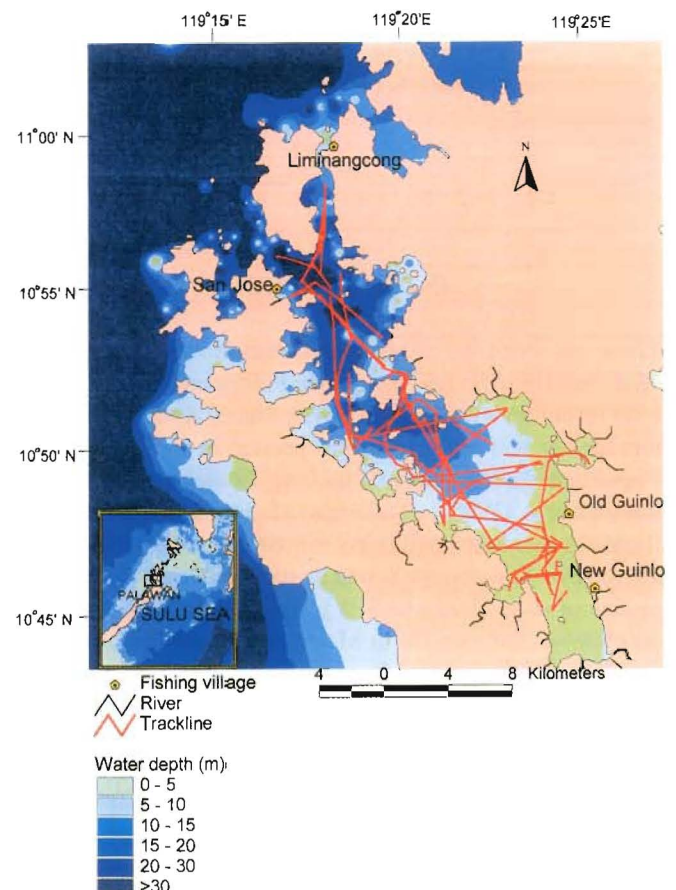 119°15' E 119°20'E 119°25'E
11°00' N
Liminangcong
N
San Jose
10°55' N
10°50' N
Old Guinlo
New Guinlo
PALAWAN
SULU SEA
10°45' N
4 0 4 8 Kilometers
Fishing village
River
Trackline
Water depth (m)
0 - 5
5 - 10
10 - 15
15 - 20
20 - 30
>30